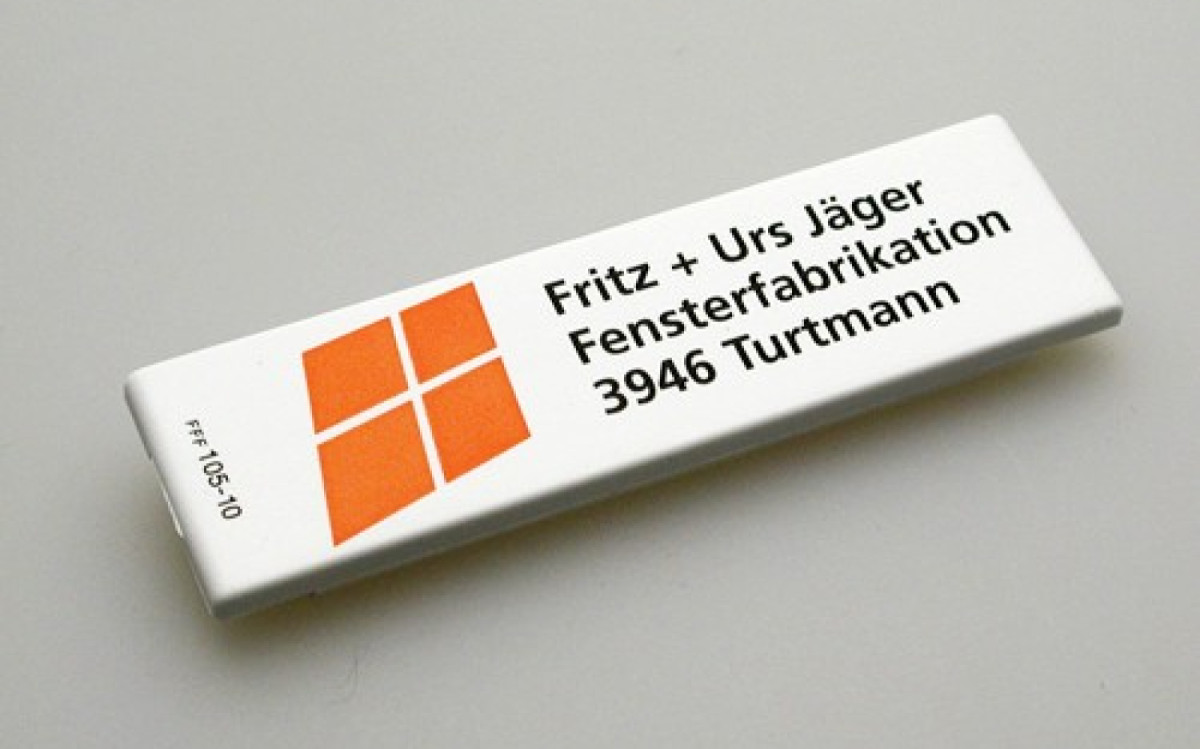 Fritz + Urs Jäger
Fensterfabrikation
3946 Turtmann
FFF 105-10